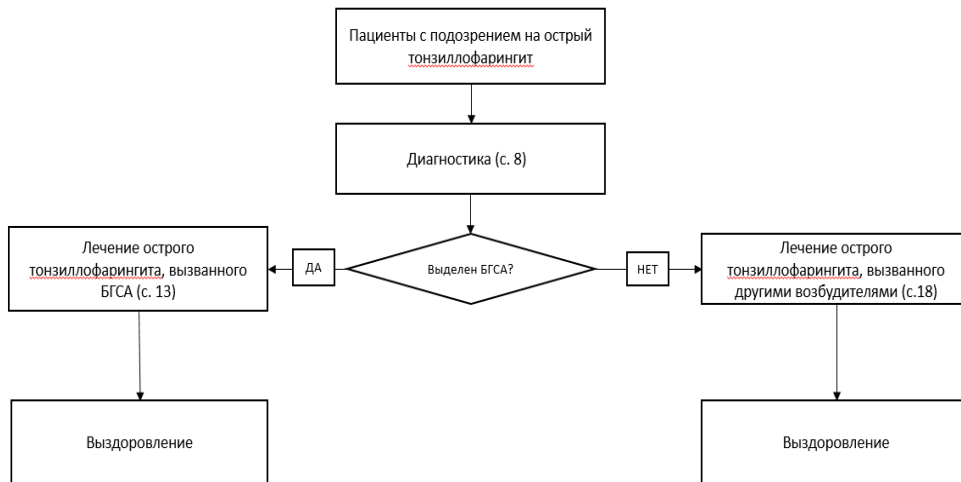 Пациенты с подозрением на острый
тонзиллофарингит
Диагностика (с. 8)
Лечение острого
тонзиллофарингита, вызванного
БГСА (с. 13)
ДА
Выделен БГСА?
НЕТ
Лечение острого
тонзиллофарингита, вызванного
другими возбудителями (с.18)
Выздоровление
Выздоровление